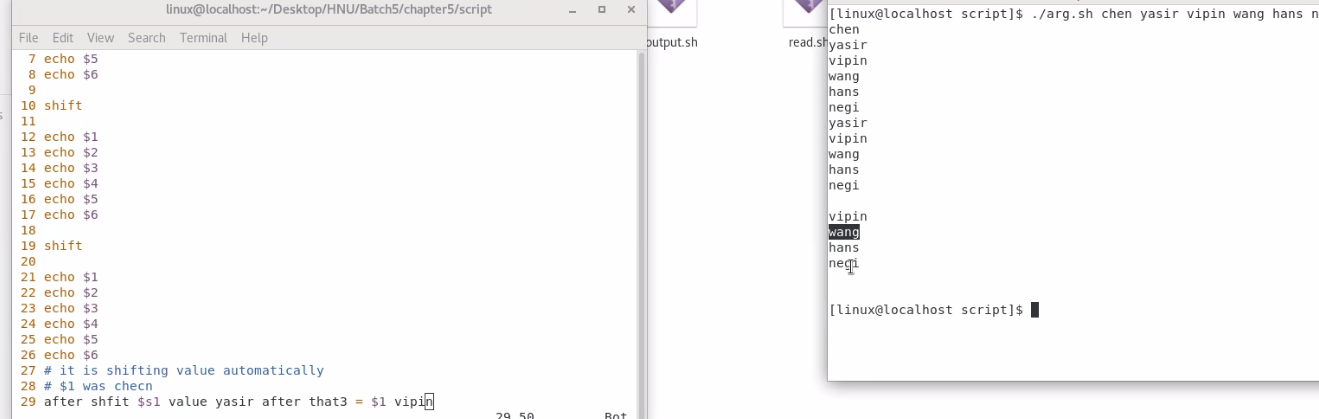 linux@localhost:~/Desktop/HNU/Batch5/chapter5/script
File Edit View Search Terminal Help
7 echo $5
8 echo $6
9
10 shift
11
12 echo $1
13 echo $2
14 echo $3
15 echo $4
16 echo $5
17 echo $6
18
19 shift
20
21 echo $1
22 echo $2
23 echo $3
24 echo $4
25 echo $5
26 echo $6
27 # it is shifting value automatically
28 # $1 was checn
29 after shfit $s1 value yasir after that3 = $1 vipin
29,50 Bot
output.sh
read.sh
[linux@localhost script]$ ./arg.sh chen yasir vipin wang hans n
chen
yasir
vipin
wang
hans
negi
yasir
vipin
wang
hans
negi
vipin
wang
hans
negi
[linux@localhost script]$